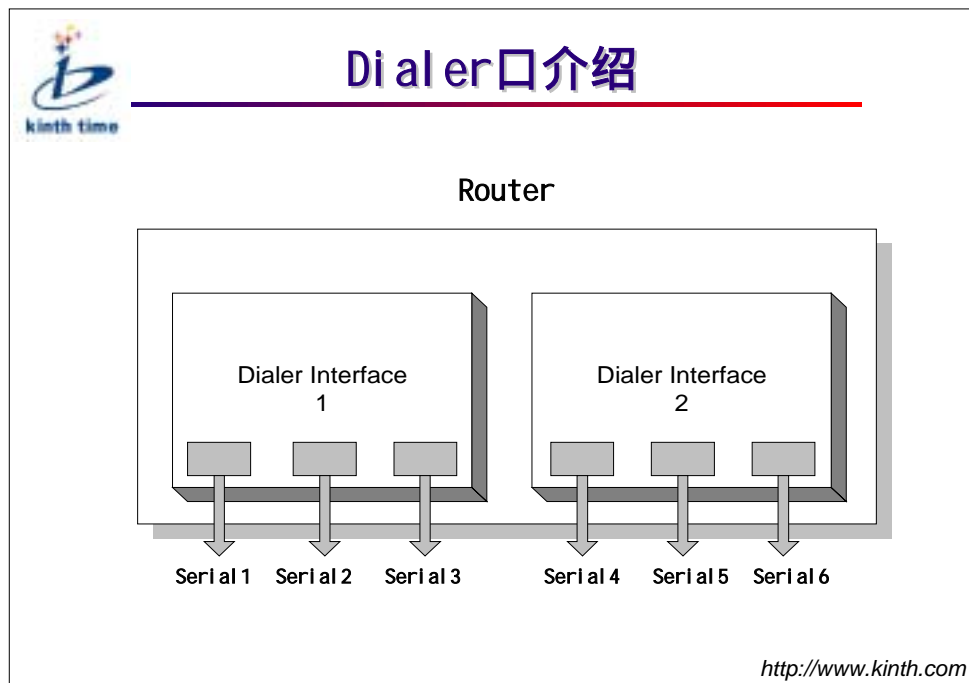 kinth time
Dialer口介绍
Router
Dialer Interface
1
Dialer Interface
2
Serial1 Serial2 Serial3 Serial4 Serial5 Serial6
http://www.kinth.com